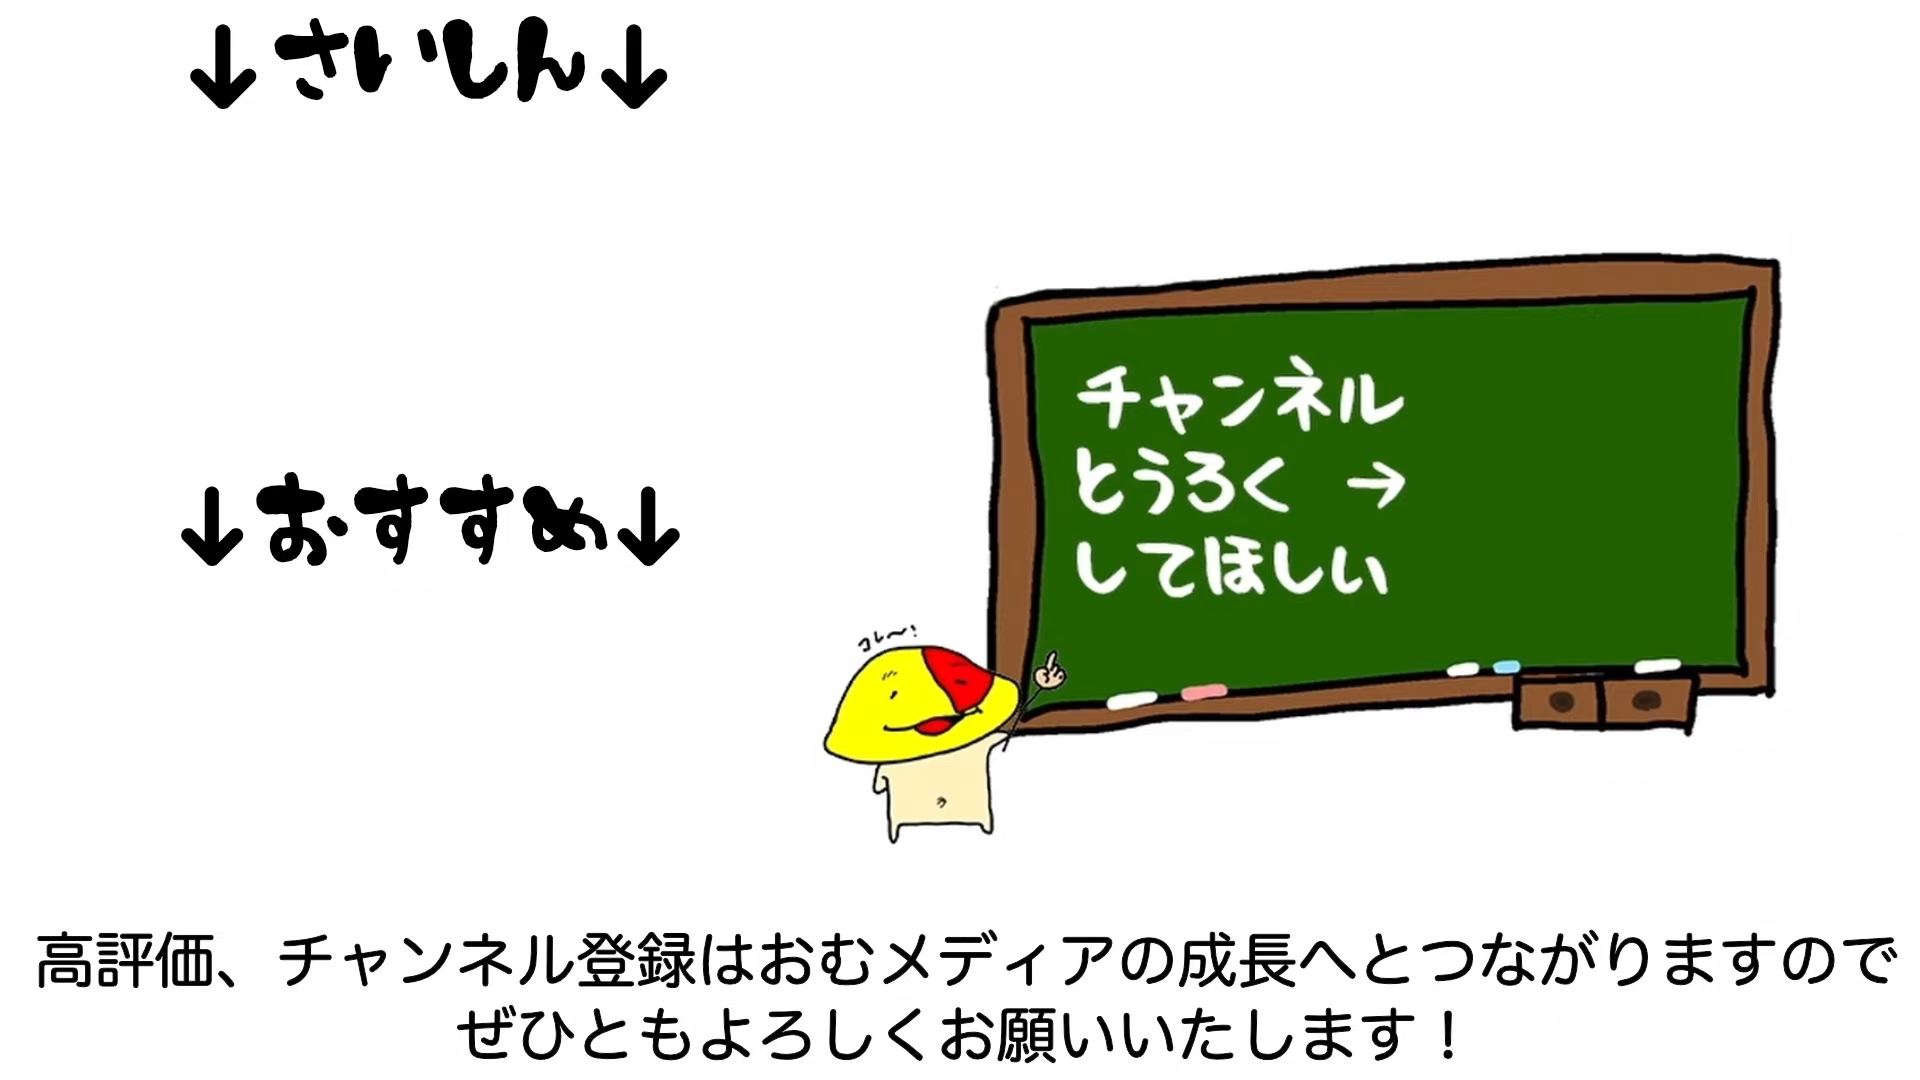 ↓さいしん↓
↓おすすめ↓
チャンネル
とうろく →
してほしい
コレ〜!
高評価、チャンネル登録はおむメディアの成長へとつながりますので
ぜひともよろしくお願いいたします！